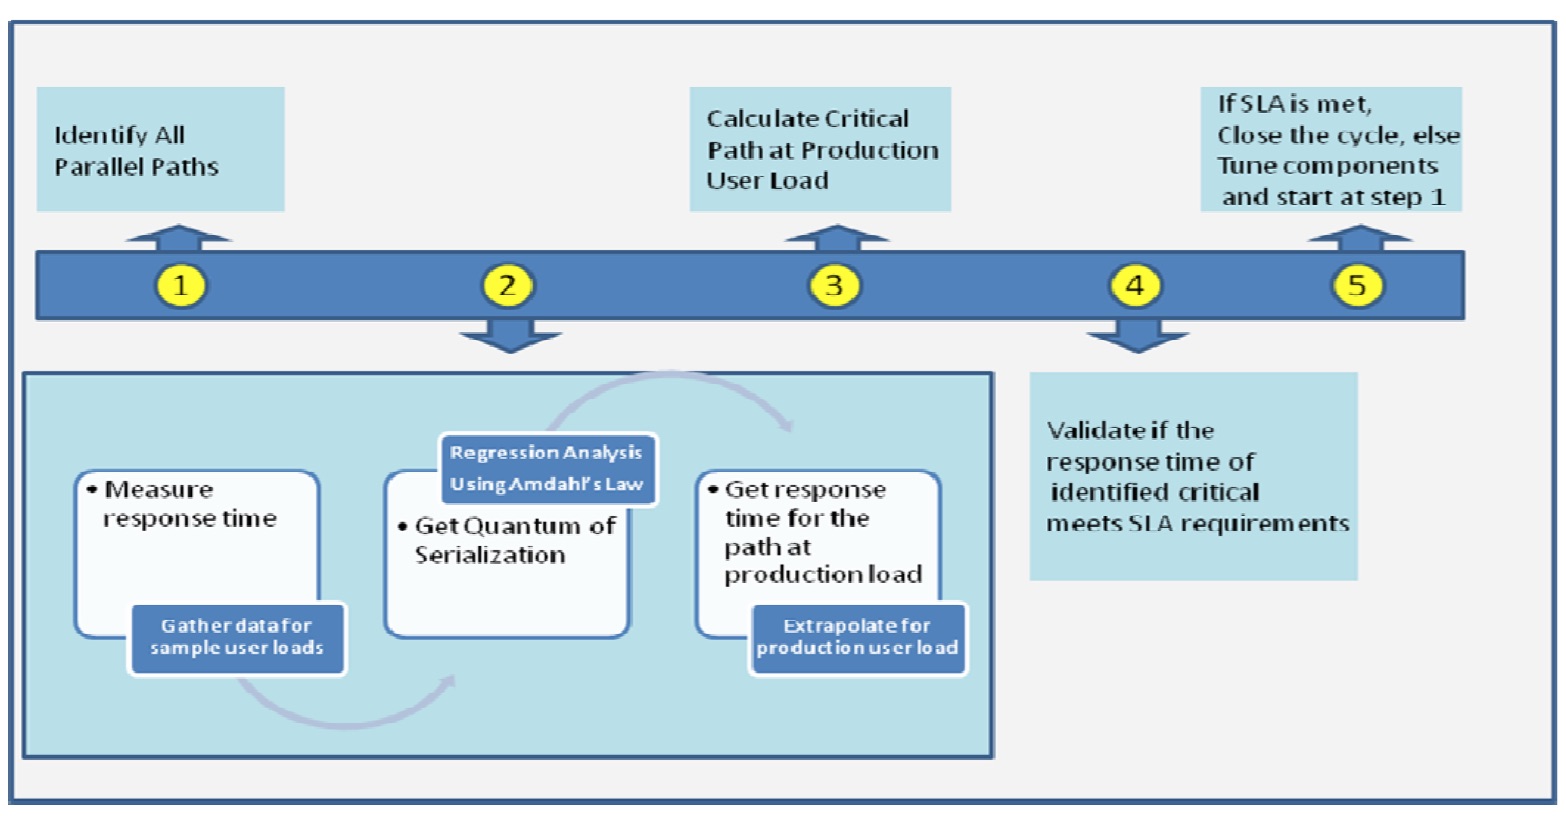 Identify All
Parallel Paths
Calculate Critical
Path at Production
User Load
If SLA is met,
Close the cycle, else
Tune components
and start at step 1
1
2
3
4
5
• Measure
response time
Gather data for
sample user loads
Regression Analysis
Using Amdahl's Law
• Get Quantum of
Serialization
• Get response
time for the
path at
production load
Extrapolate for
production user load
Validate if the
response time of
identified critical
meets SLA requirements